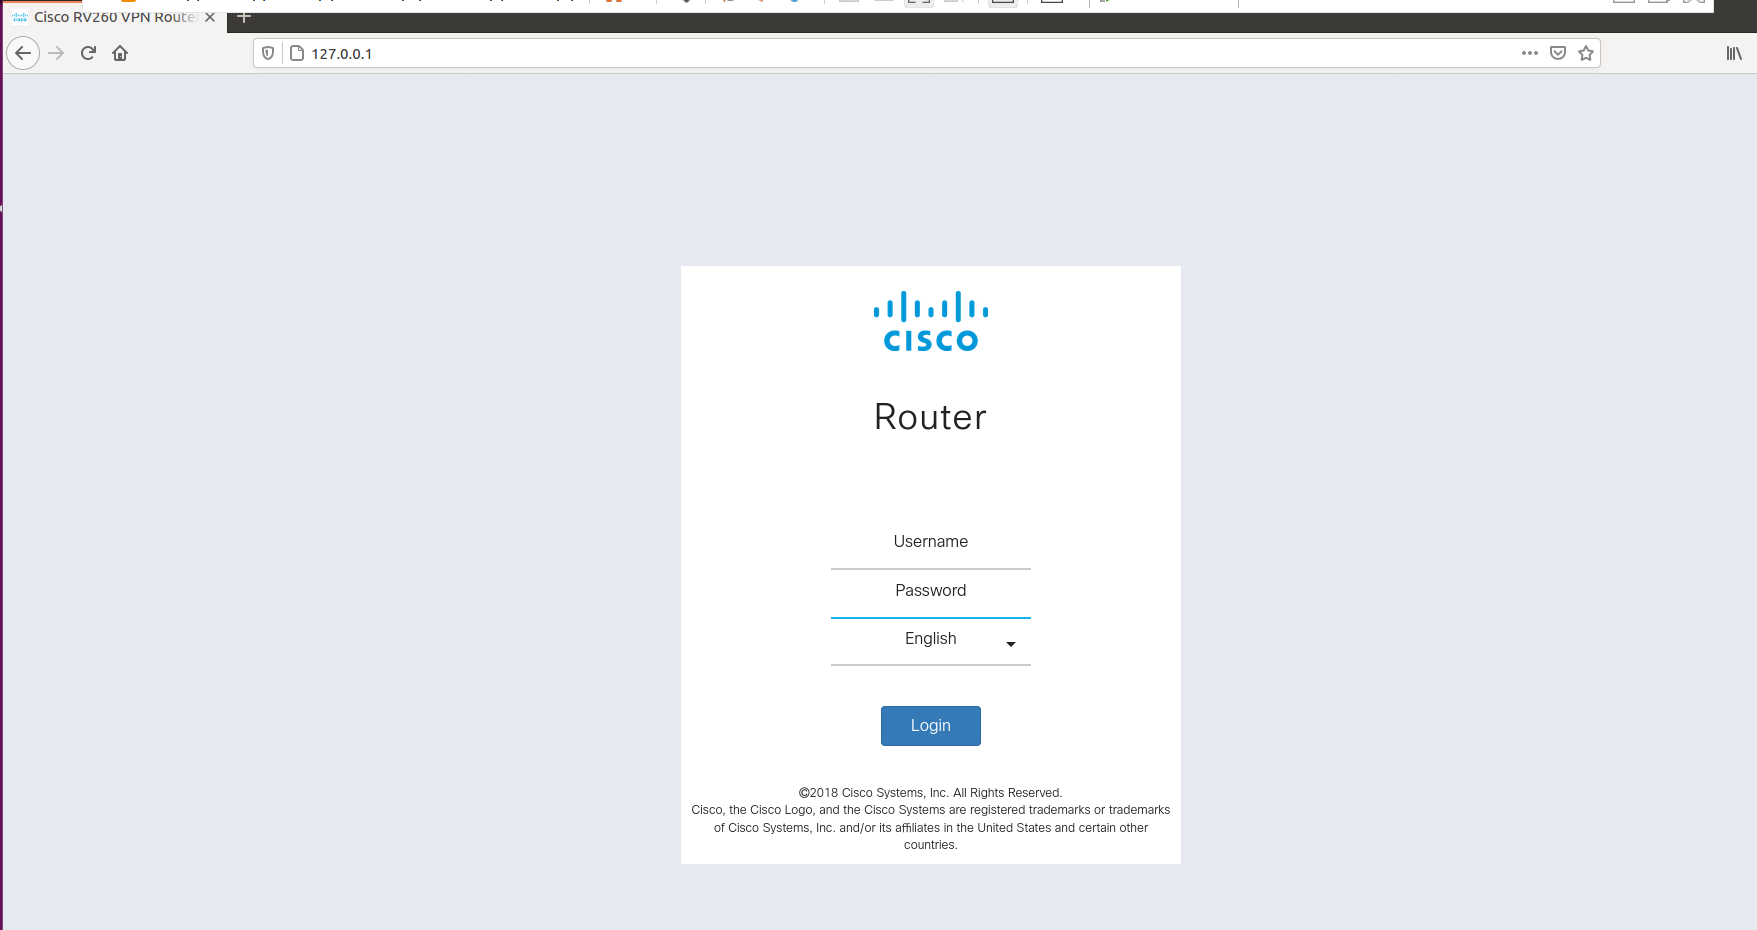 Cisco RV260 VPN Route
127.0.0.1
CISCO
Router
Username
Password
English
Login
©2018 Cisco Systems, Inc. All Rights Reserved.
Cisco, the Cisco Logo, and the Cisco Systems are registered trademarks or trademarks
of Cisco Systems, Inc. and/or its affiliates in the United States and certain other
countries.